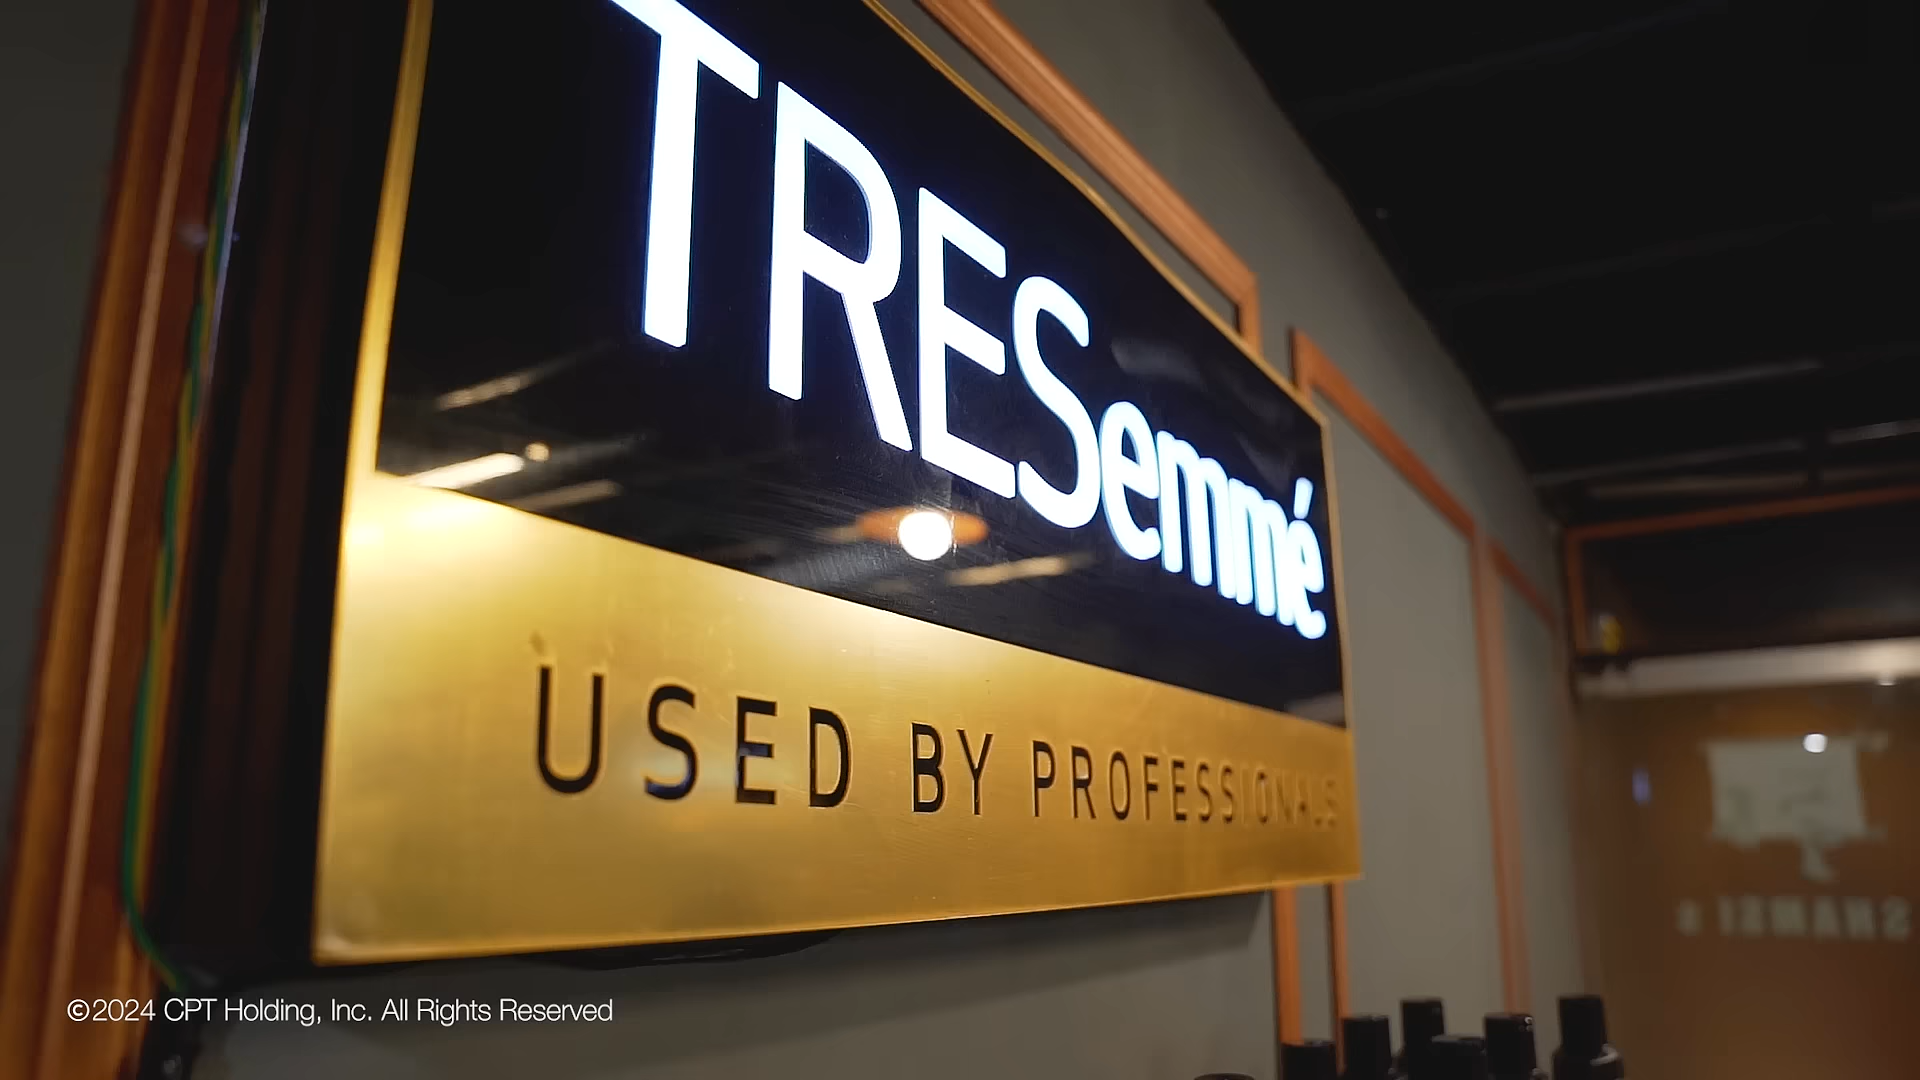 TRESemmé
USED BY PROFESSIONALS
©2024 CPT Holding, Inc. All Rights Reserved